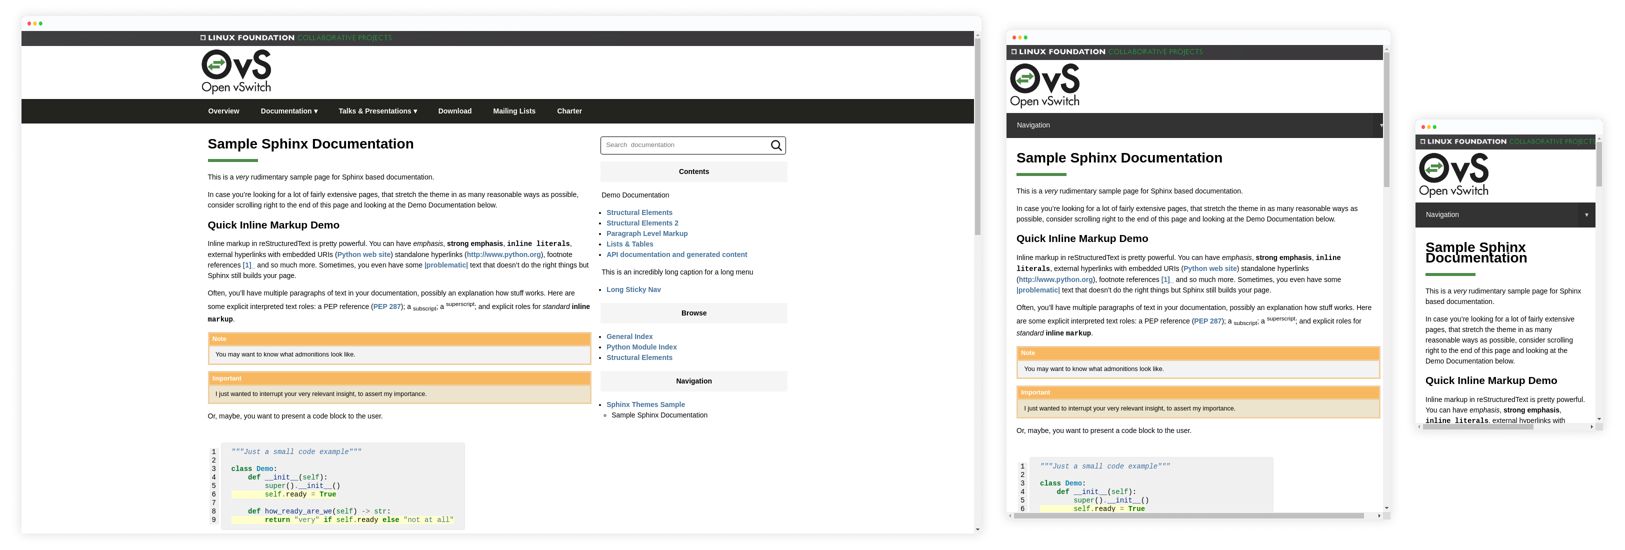 LINUX FOUNDATION COLLABORATIVE PROJECTS
OvS
Open vSwitch
Overview Documentation ▾ Talks & Presentations ▾ Download Mailing Lists Charter
Sample Sphinx Documentation
This is a very rudimentary sample page for Sphinx based documentation.
In case you're looking for a lot of fairly extensive pages, that stretch the theme in as many reasonable ways as possible,
consider scrolling right to the end of this page and looking at the Demo Documentation below.
Quick Inline Markup Demo
Inline markup in reStructuredText is pretty powerful. You can have emphasis, strong emphasis, inline literals,
external hyperlinks with embedded URIs (Python web site) standalone hyperlinks (http://www.python.org), footnote
references [1]_ and so much more. Sometimes, you even have some |problematic| text that doesn't do the right things but
Sphinx still builds your page.
Often, you'll have multiple paragraphs of text in your documentation, possibly an explanation how stuff works. Here are
some explicit interpreted text roles: a PEP reference (PEP 287); a subscript; a superscript; and explicit roles for standard inline
markup.
Note
You may want to know what admonitions look like.
Important
I just wanted to interrupt your very relevant insight, to assert my importance.
Or, maybe, you want to present a code block to the user.
1 """Just a small code example"""
2
3 class Demo:
4 def __init__(self):
5 super().__init__()
6 self.ready = True
7
8 def how_ready_are_we(self) -> str:
9 return "very" if self.ready else "not at all"
Search documentation
Contents
Demo Documentation
Structural Elements
Structural Elements 2
Paragraph Level Markup
Lists & Tables
API documentation and generated content
This is an incredibly long caption for a long menu
Long Sticky Nav
Browse
General Index
Python Module Index
Structural Elements
Navigation
Sphinx Themes Sample
Sample Sphinx Documentation
LINUX FOUNDATION COLLABORATIVE PROJECTS
OvS
Open vSwitch
Navigation ▾
Sample Sphinx Documentation
This is a very rudimentary sample page for Sphinx based documentation.
In case you're looking for a lot of fairly extensive pages, that stretch the theme in as many reasonable ways as
possible, consider scrolling right to the end of this page and looking at the Demo Documentation below.
Quick Inline Markup Demo
Inline markup in reStructuredText is pretty powerful. You can have emphasis, strong emphasis, inline
literals, external hyperlinks with embedded URIs (Python web site) standalone hyperlinks
(http://www.python.org), footnote references [1]_ and so much more. Sometimes, you even have some
|problematic| text that doesn't do the right things but Sphinx still builds your page.
Often, you'll have multiple paragraphs of text in your documentation, possibly an explanation how stuff works. Here
are some explicit interpreted text roles: a PEP reference (PEP 287); a subscript; a superscript; and explicit roles for
standard inline markup.
Note
You may want to know what admonitions look like.
Important
I just wanted to interrupt your very relevant insight, to assert my importance.
Or, maybe, you want to present a code block to the user.
1 """Just a small code example"""
2
3 class Demo:
4 def __init__(self):
5 super().__init__()
6 self.ready = True
LINUX FOUNDATION COLLABORATIVE PROJECTS
OvS
Open vSwitch
Navigation ▾
Sample Sphinx
Documentation
This is a very rudimentary sample page for Sphinx
based documentation.
In case you're looking for a lot of fairly extensive
pages, that stretch the theme in as many
reasonable ways as possible, consider scrolling
right to the end of this page and looking at the
Demo Documentation below.
Quick Inline Markup Demo
Inline markup in reStructuredText is pretty powerful.
You can have emphasis, strong emphasis,
inline literals, external hyperlinks with